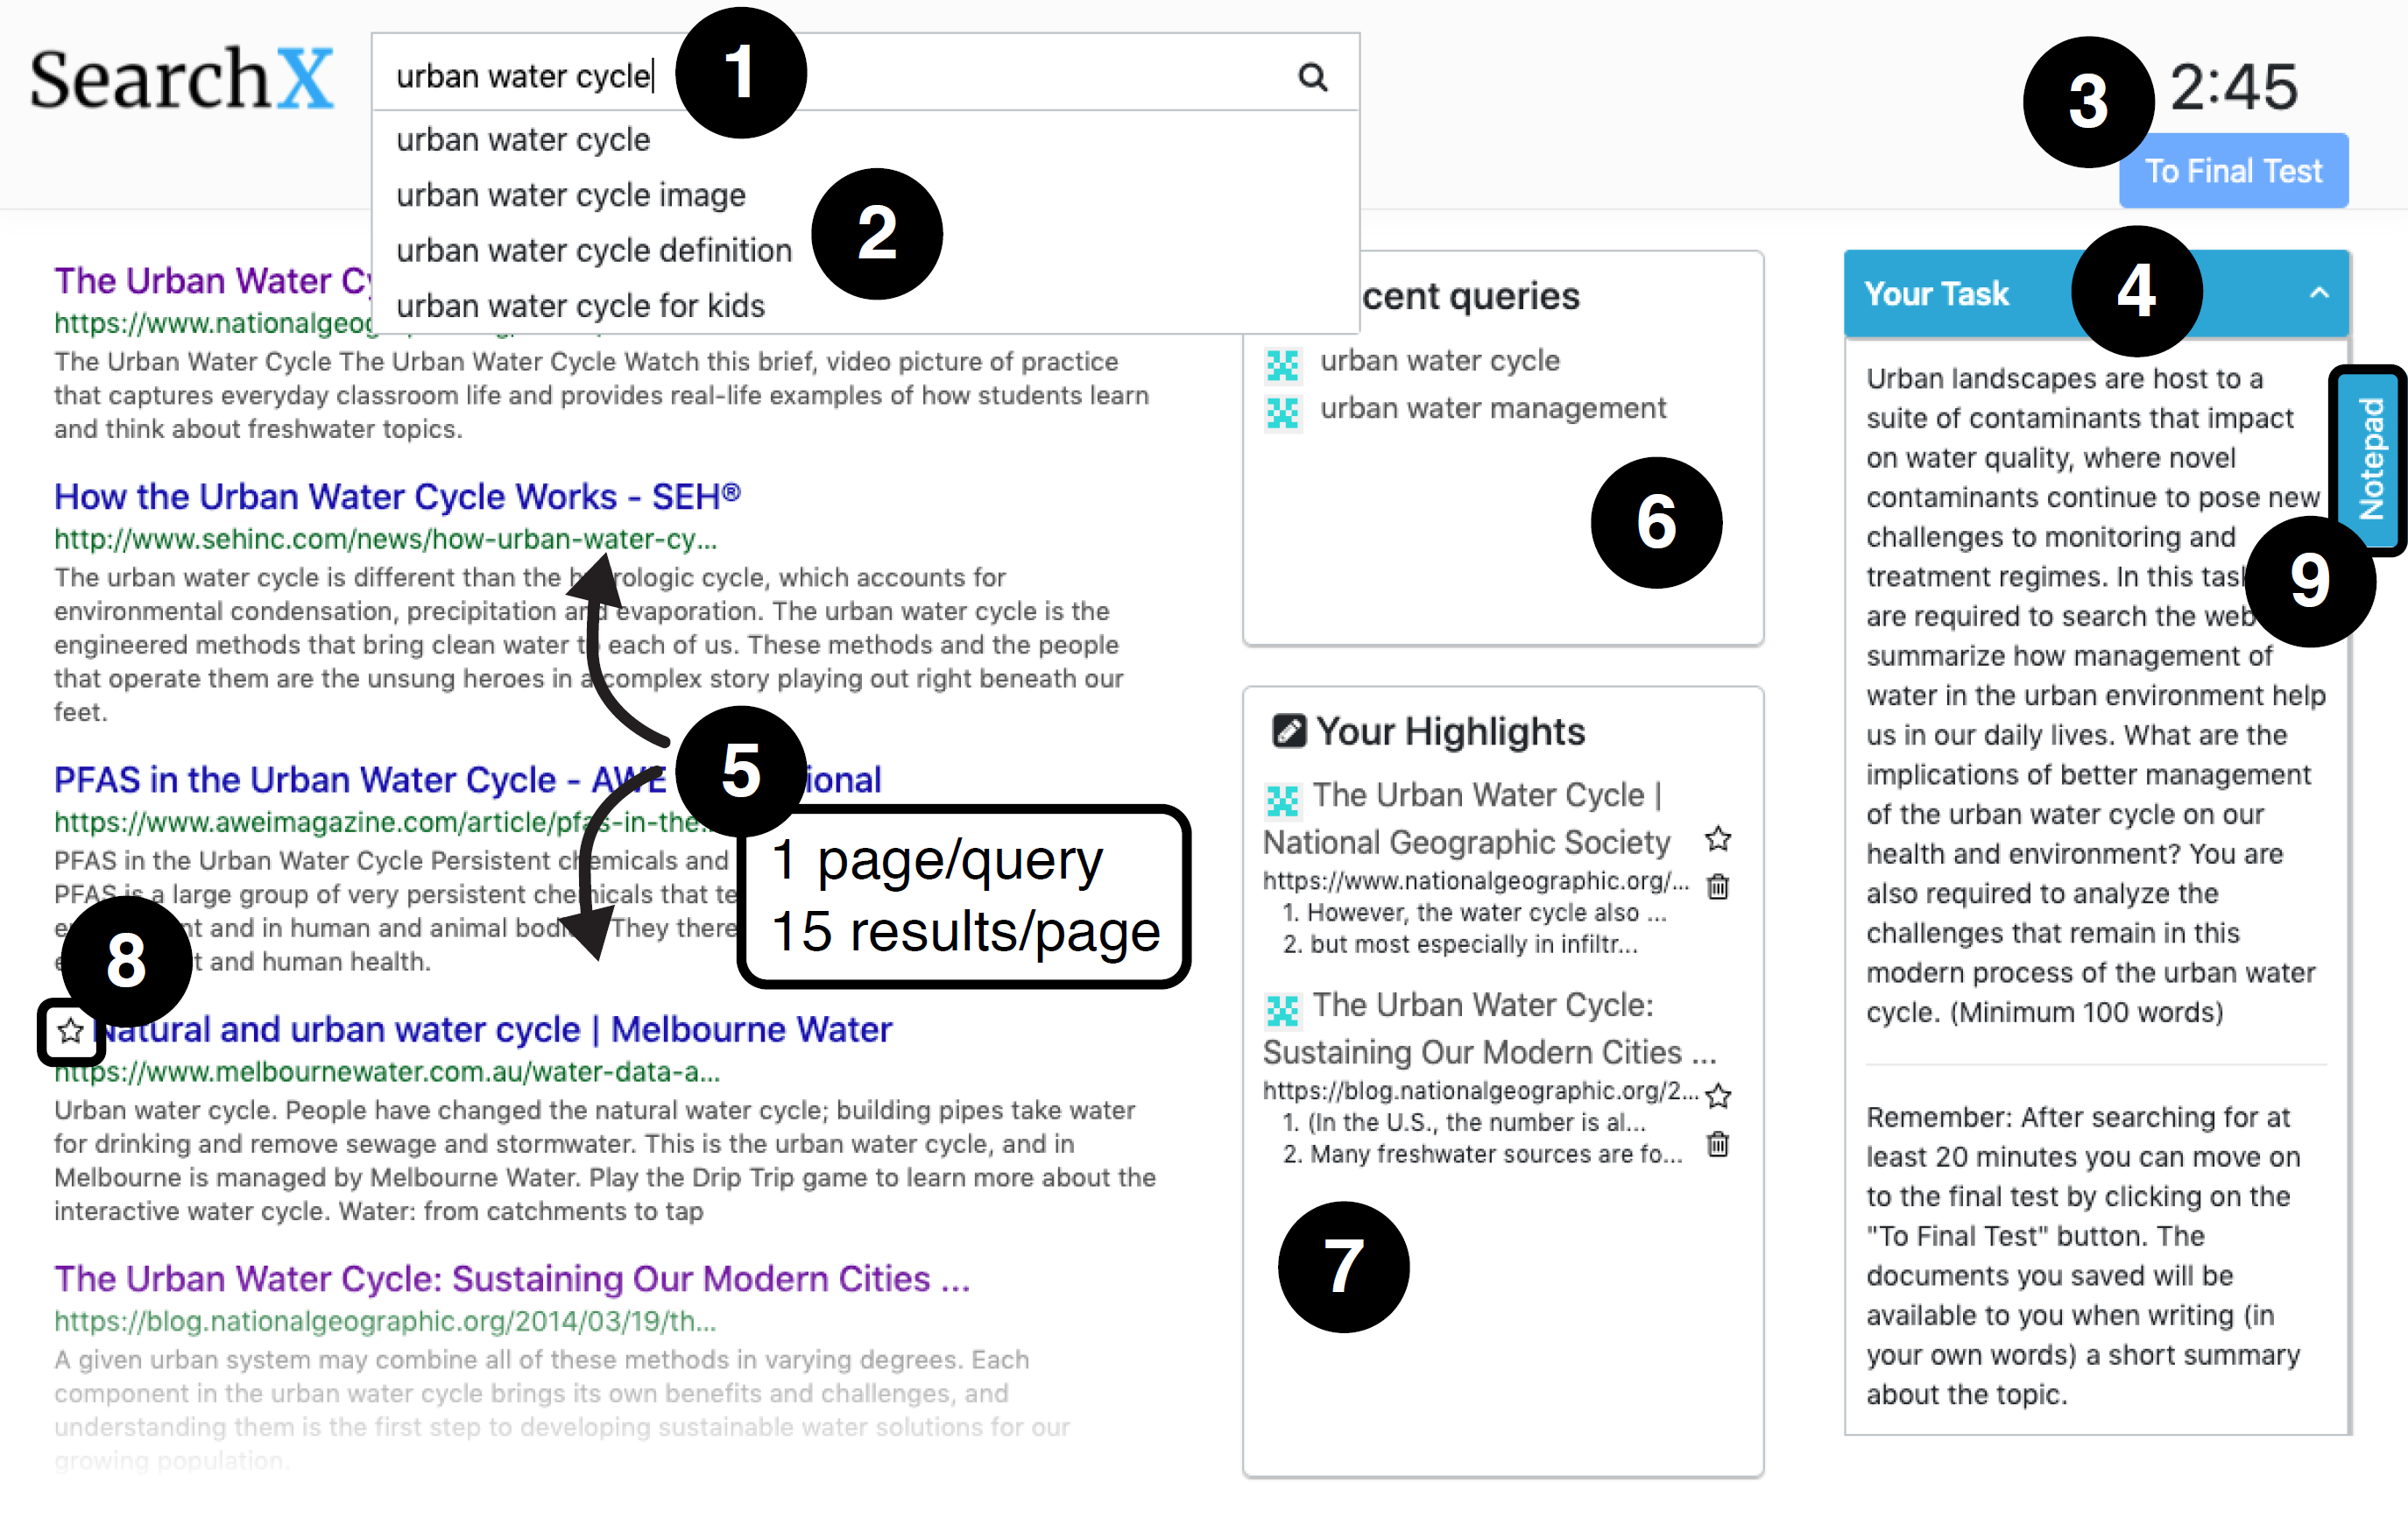 SearchX
urban water cycle
1
urban water cycle
urban water cycle image
urban water cycle definition
urban water cycle for kids
2
3
2:45
To Final Test
The Urban Water
https://www.nationalgeog
The Urban Water Cycle The Urban Water Cycle Watch this brief, video picture of practice
that captures everyday classroom life and provides real-life examples of how students learn
and think about freshwater topics.
How the Urban Water Cycle Works - SEH®
http://www.sehinc.com/news/how-urban-water-cy...
The urban water cycle is different than the rologic cycle, which accounts for
environmental condensation, precipitation and evaporation. The urban water cycle is the
engineered methods that bring clean water to each of us. These methods and the people
that operate them are the unsung heroes in a complex story playing out right beneath our
feet.
PFAS in the Urban Water Cycle - AWE ional
https://www.aweimagazine.com/article/pfas-in-the...
PFAS in the Urban Water Cycle Persistent chemicals and
PFAS is a large group of very persistent chemicals that te
nt and in human and animal They there
t and human health.
5
1 page/query
15 results/page
8
Natural and urban water cycle | Melbourne Water
https://www.melbournewater.com.au/water-data-a...
Urban water cycle. People have changed the natural water cycle; building pipes take water
for drinking and remove sewage and stormwater. This is the urban water cycle, and in
Melbourne is managed by Melbourne Water. Play the Drip Trip game to learn more about the
interactive water cycle. Water: from catchments to tap
The Urban Water Cycle: Sustaining Our Modern Cities ...
https://blog.nationalgeographic.org/2014/03/19/th...
A given urban system may combine all of these methods in varying degrees. Each
component in the urban water cycle brings its own benefits and challenges, and
understanding them is the first step to developing sustainable water solutions for our
growing population.
cent queries
urban water cycle
urban water management
6
Your Highlights
The Urban Water Cycle |
National Geographic Society
https://www.nationalgeographic.org/...
1. However, the water cycle also ...
2. but most especially in infiltr...
The Urban Water Cycle:
Sustaining Our Modern Cities ...
https://blog.nationalgeographic.org/2...
1. (In the U.S., the number is al...
2. Many freshwater sources are fo...
7
Your Task
4
Urban landscapes are host to a
suite of contaminants that impact
on water quality, where novel
contaminants continue to pose new
challenges to monitoring and
treatment regimes. In this task
are required to search the web
summarize how management of
water in the urban environment help
us in our daily lives. What are the
implications of better management
of the urban water cycle on our
health and environment? You are
also required to analyze the
challenges that remain in this
modern process of the urban water
cycle. (Minimum 100 words)
Remember: After searching for at
least 20 minutes you can move on
to the final test by clicking on the
"To Final Test" button. The
documents you saved will be
available to you when writing (in
your own words) a short summary
about the topic.
Notepad
9